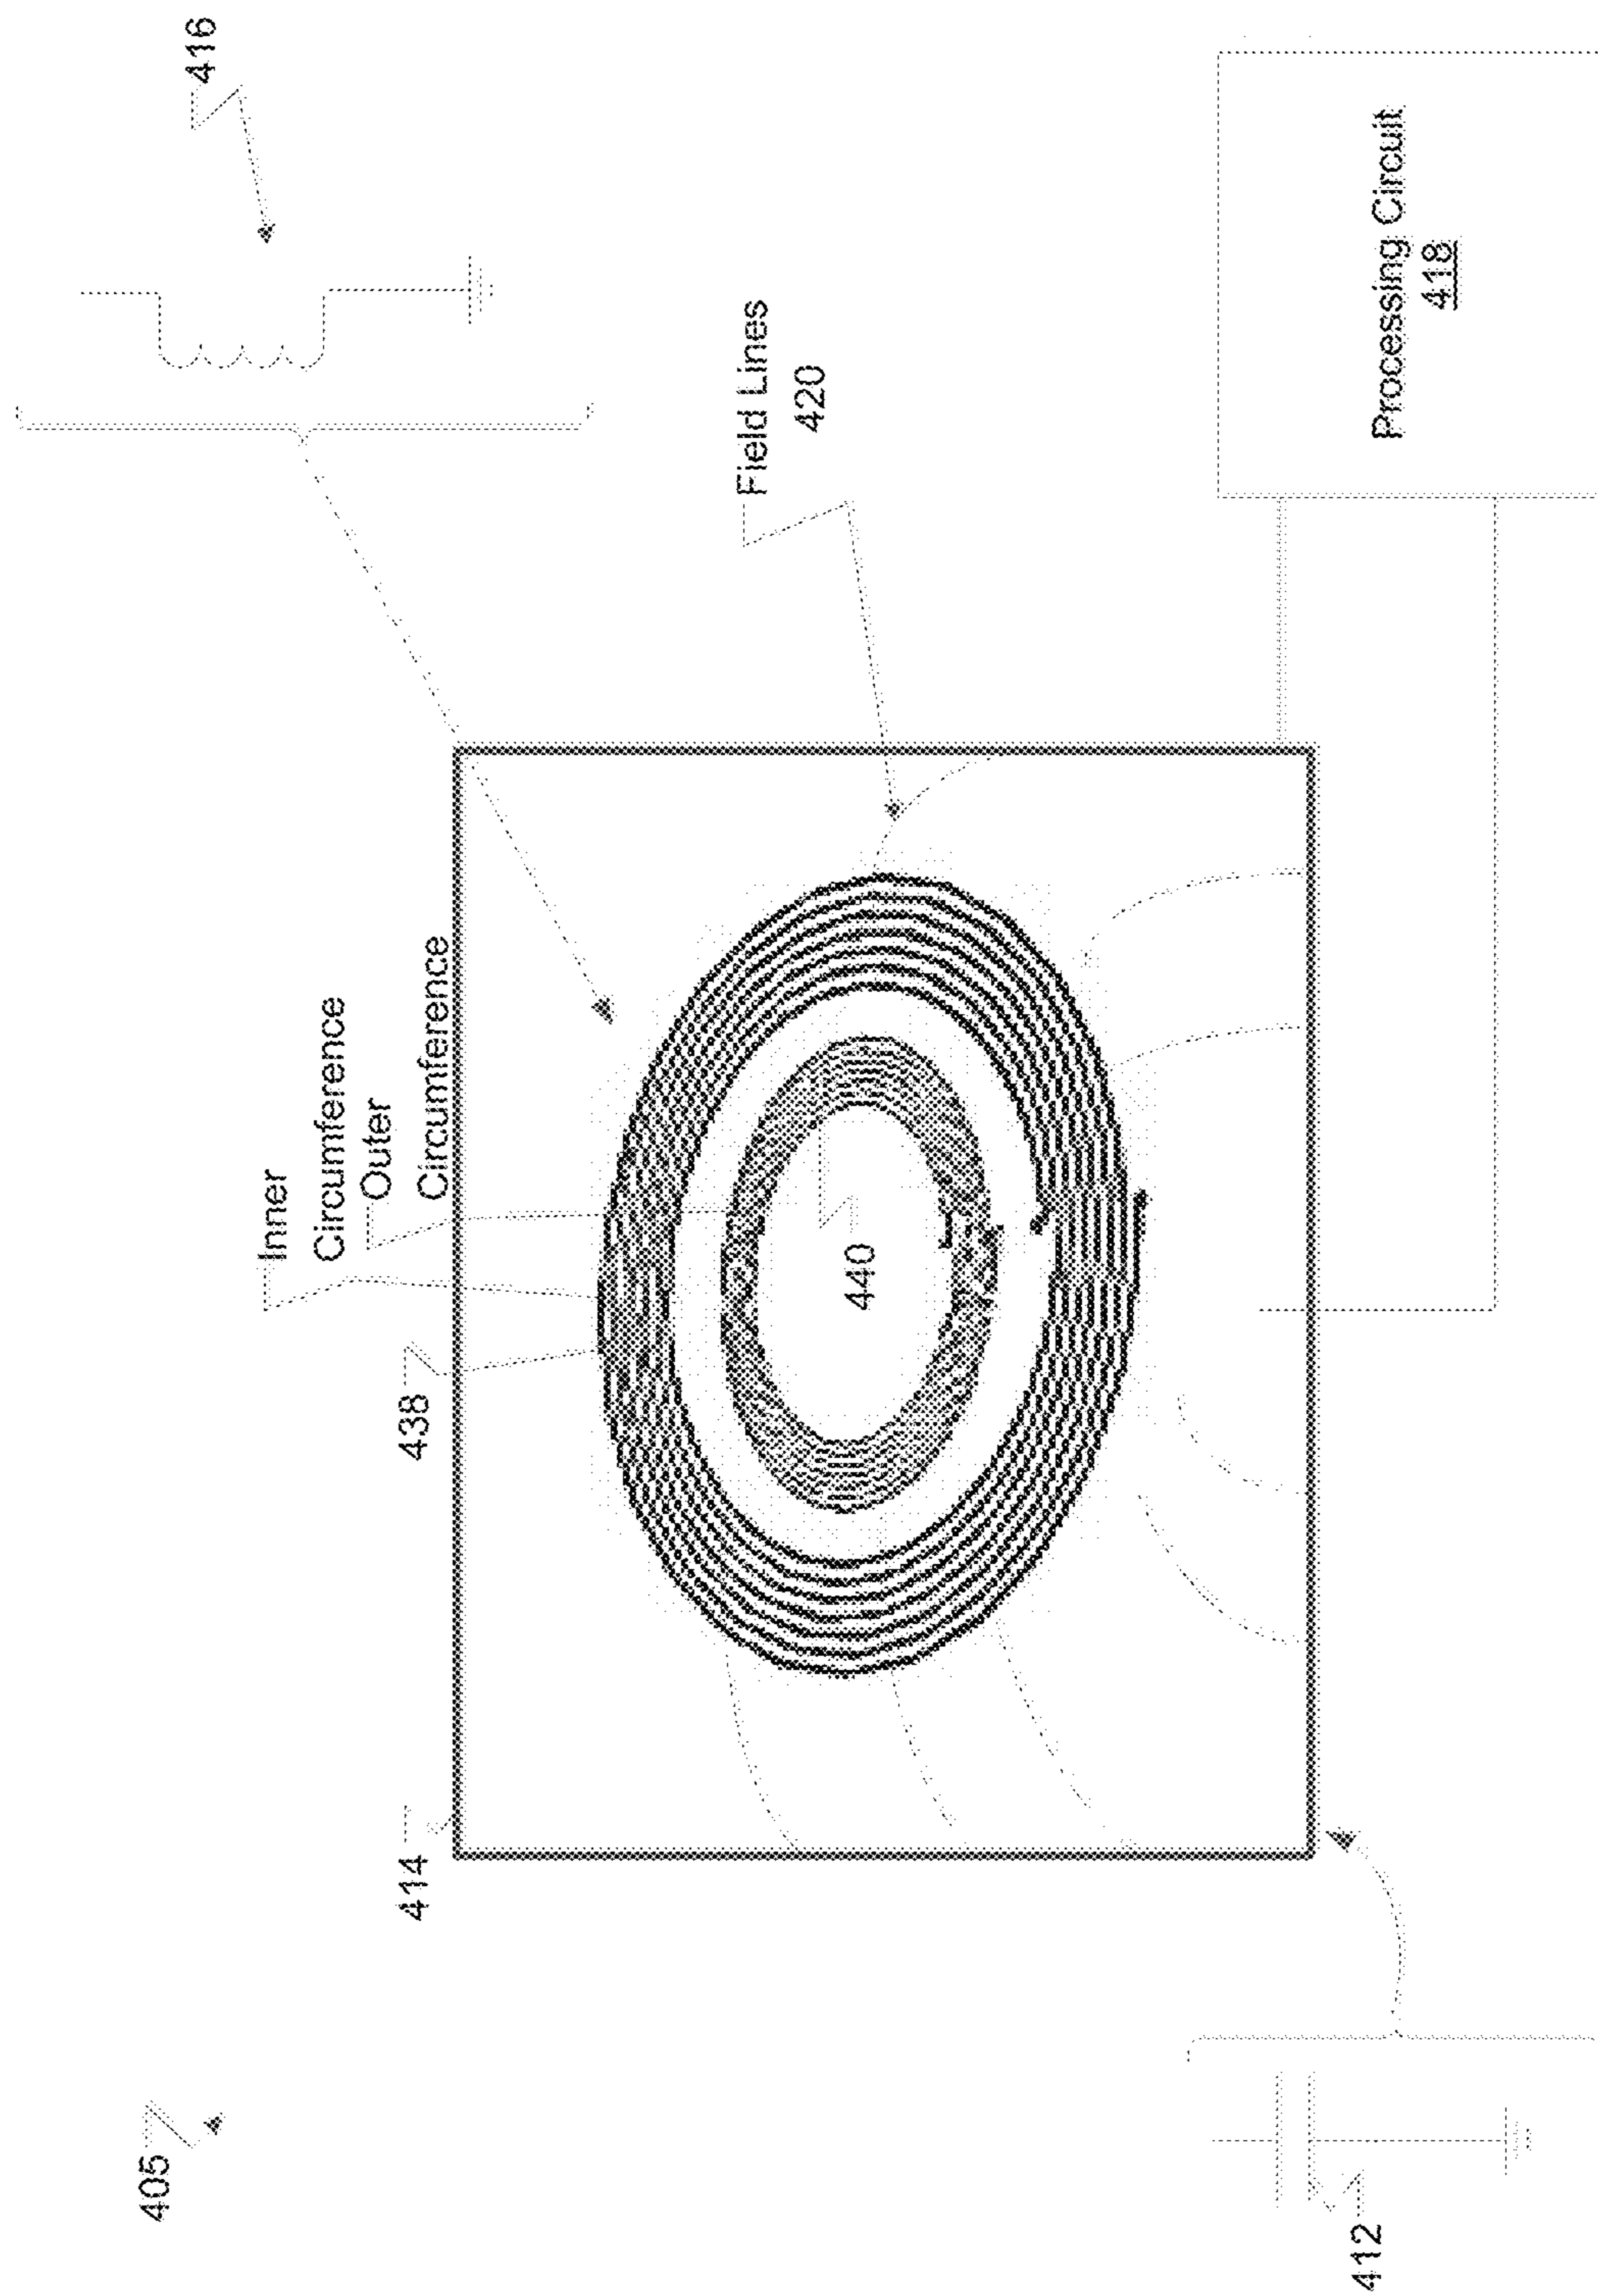 405
416
Inner
Circumference
Outer
Circumference
438
414
Field Lines
420
440
412
Processing Circuit
418